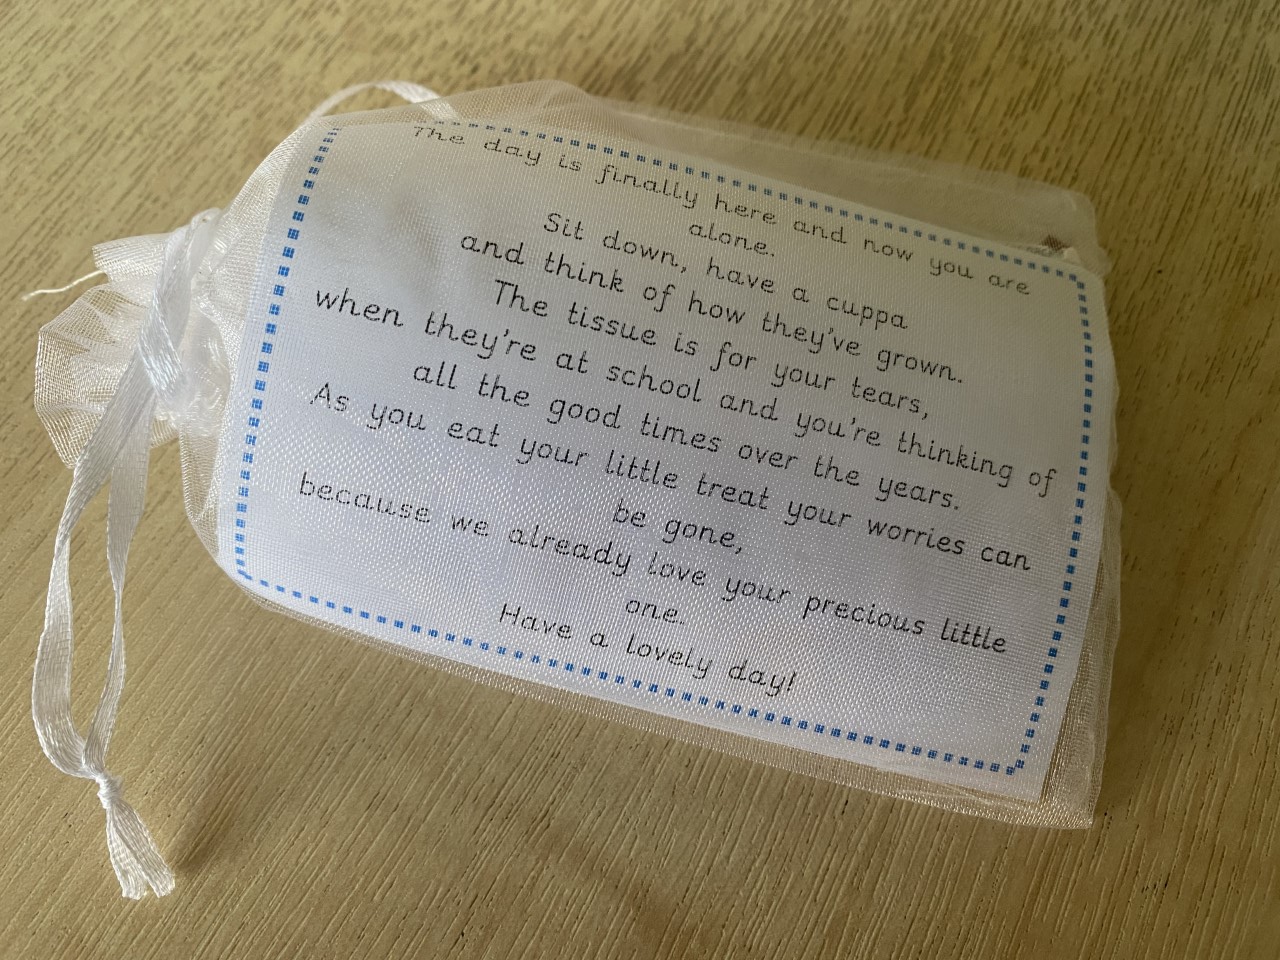 The day is finally here and now you are
alone.
Sit down, have a cuppa
and think of how they've grown.
The tissue is for your tears,
when they're at school and you're thinking of
all the good times over the years.
As you eat your little treat your worries can
be gone,
because we already love your precious little
one.
Have a lovely day!